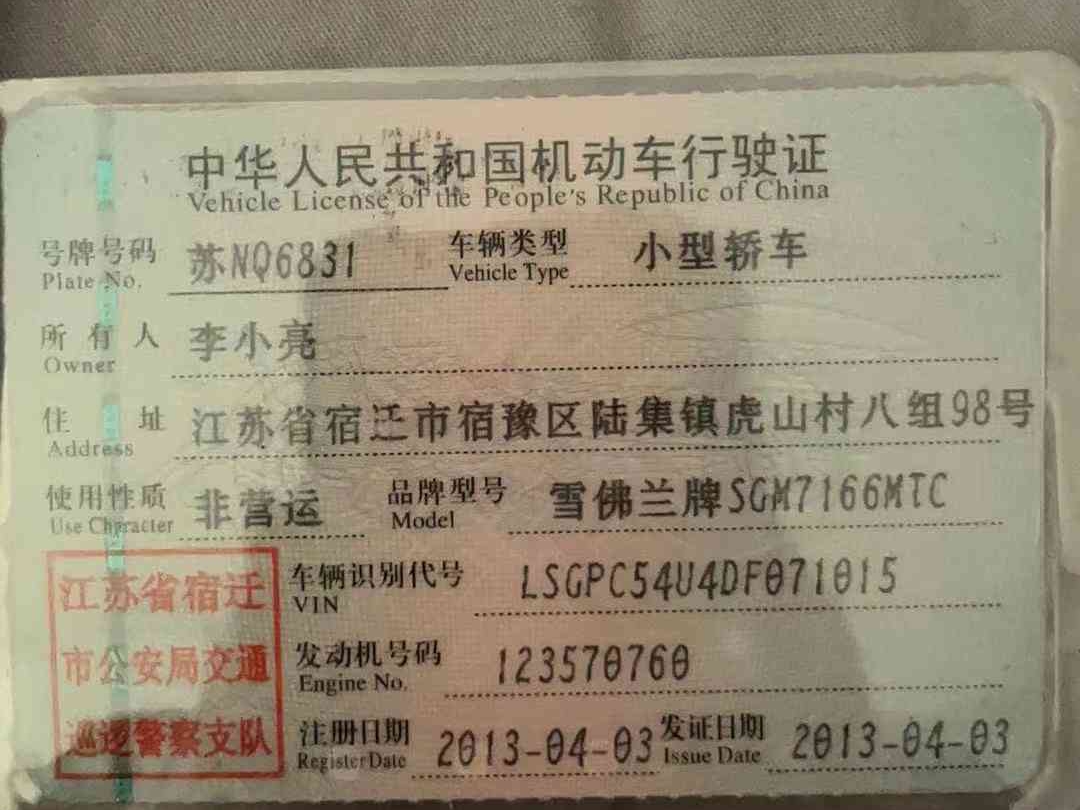 中华人民共和国机动车行驶证
Vehicle License of the People's Republic of China
号牌号码 苏NQ6831 车辆类型 小型轿车
Plate No. Vehicle Type
所有人 李小亮
Owner
住址 江苏省宿迁市宿豫区陆集镇虎山村八组98号
Address
使用性质 非营运 品牌型号 雪佛兰牌SGM7166MTC
Use Character Model
江苏省宿迁 车辆识别代号 LSGPC54U4DF071015
VIN
市公安局交通 发动机号码 123570760
Engine No.
巡逻警察支队 注册日期 2013-04-03 发证日期 2013-04-03
Register Date Issue Date